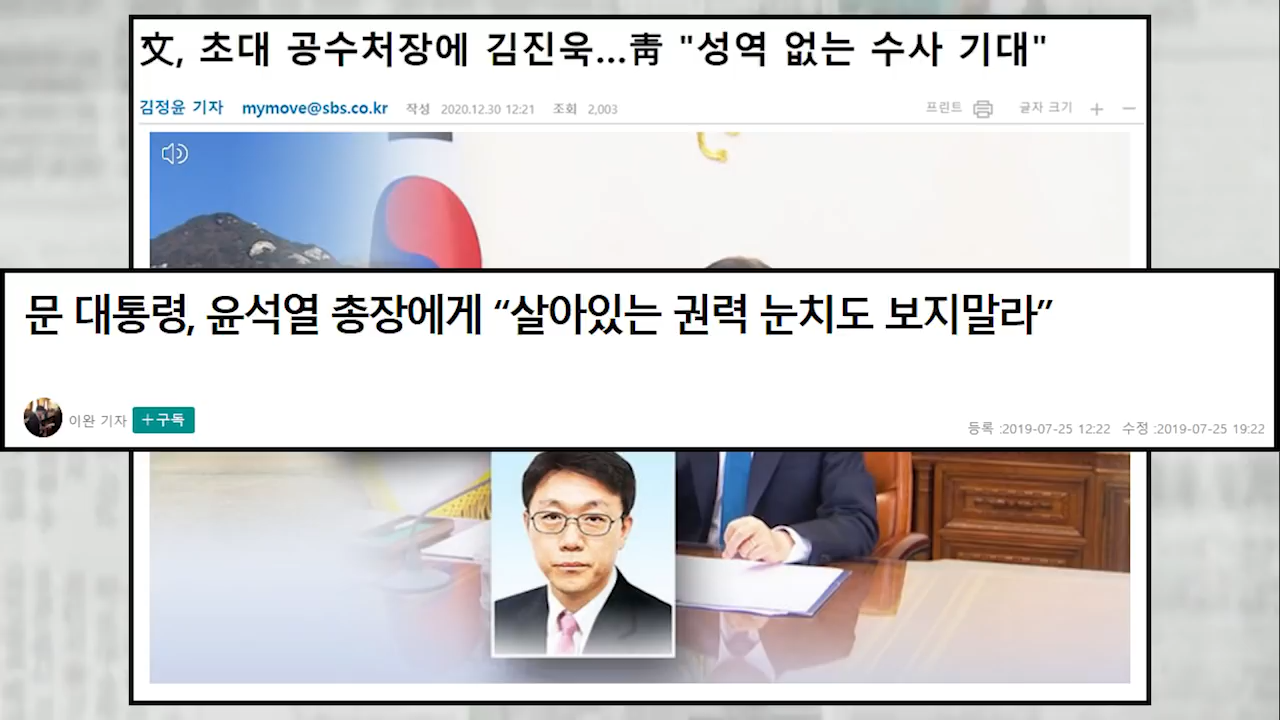 文, 초대 공수처장에 김진욱...靑 "성역 없는 수사 기대"
김정윤 기자 mymove@sbs.co.kr 작성 2020.12.30 12:21 조회 2,003 프린트 글자 크기 + −
문 대통령, 윤석열 총장에게 “살아있는 권력 눈치도 보지말라”
이완 기자 +구독 등록 :2019-07-25 12:22 수정 :2019-07-25 19:22